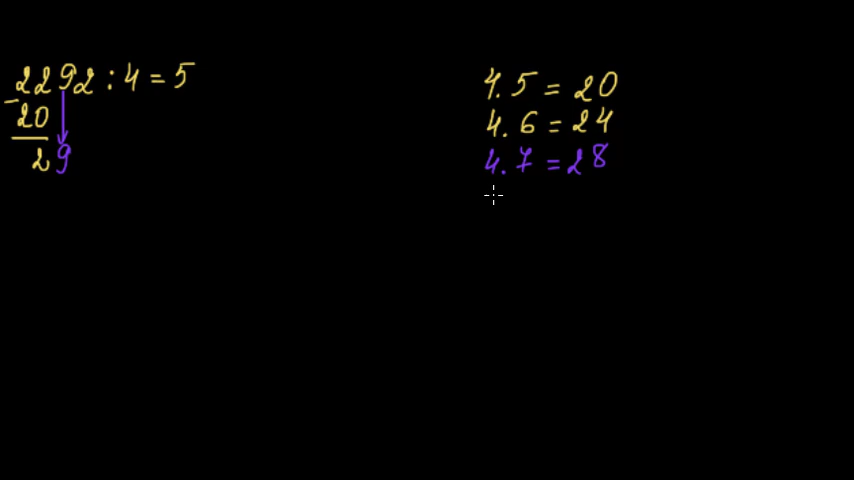 2292 : 4 = 5
-20
29
4 . 5 = 20
4 . 6 = 24
4 . 7 = 28